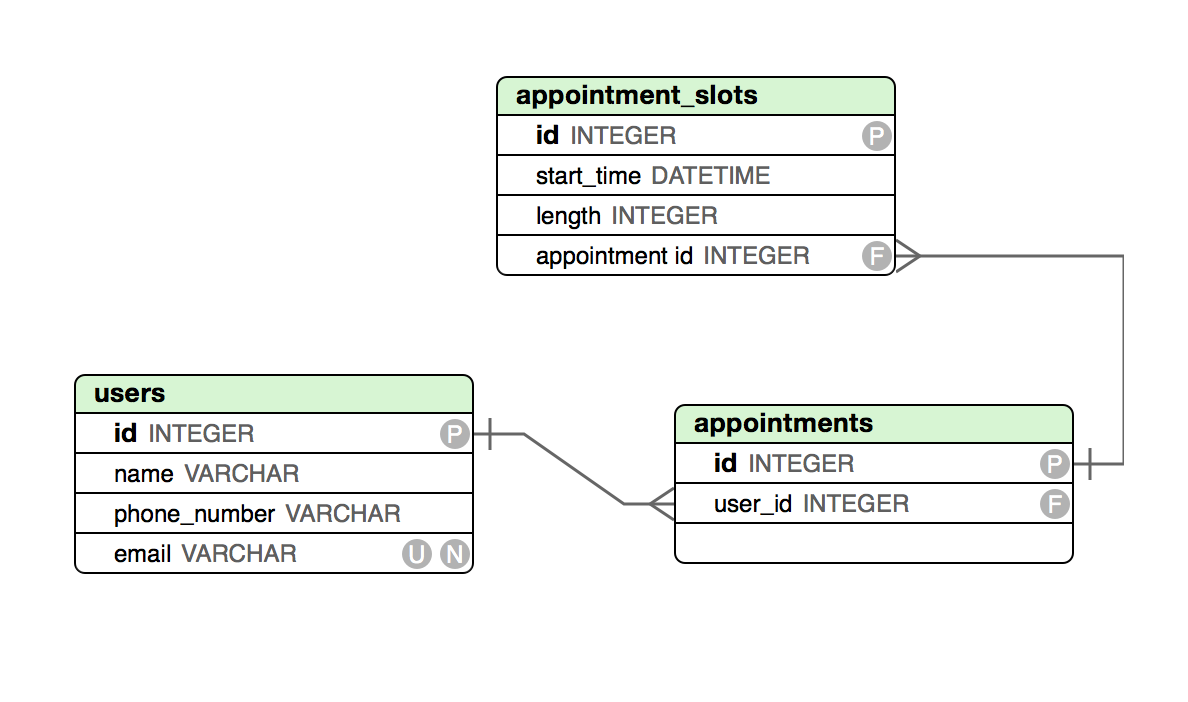 appointment_slots
id INTEGER P
start_time DATETIME
length INTEGER
appointment id INTEGER F
users
id INTEGER P
name VARCHAR
phone_number VARCHAR
email VARCHAR U N
appointments
id INTEGER P
user_id INTEGER F